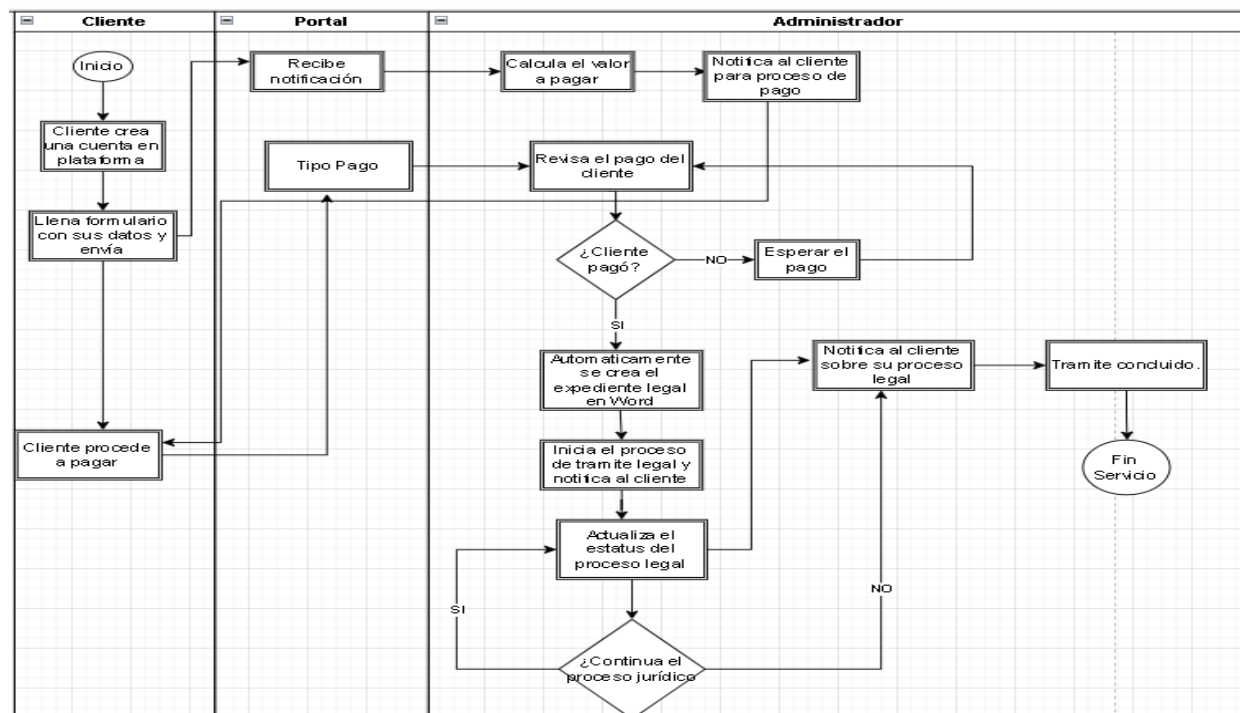 Cliente
Portal
Administrador
Inicio
Recibe
notificación
Calcula el valor
a pagar
Notifica al cliente
para proceso de
pago
Cliente crea
una cuenta en
plataforma
Tipo Pago
Revisa el pago del
cliente
Llena formulario
con sus datos y
envía
¿Cliente
pagó?
NO
Esperar el
pago
SI
Automaticamente
se crea el
expediente legal
en Word
Notifica al cliente
sobre su proceso
legal
Tramite concluido.
Cliente procede
a pagar
Inicia el proceso
de tramite legal y
notifica al cliente
Fin
Servicio
Actualiza el
estatus del
proceso legal
SI
NO
¿Continua el
proceso jurídico